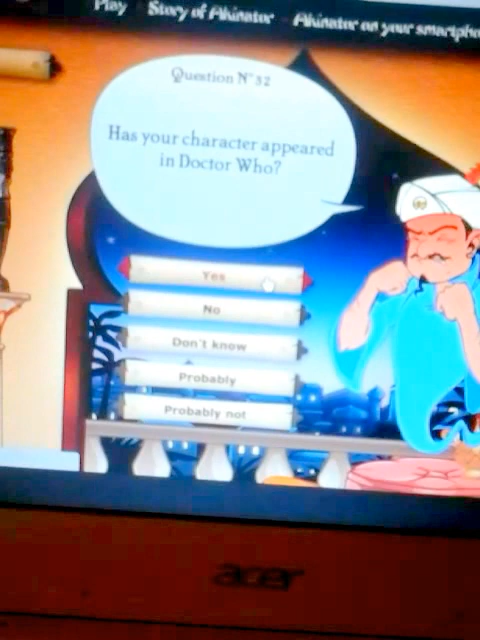 Play Story of Akinator Akinator on your smartpho
Question N° 32
Has your character appeared
in Doctor Who?
Yes
No
Don't know
Probably
Probably not
acer